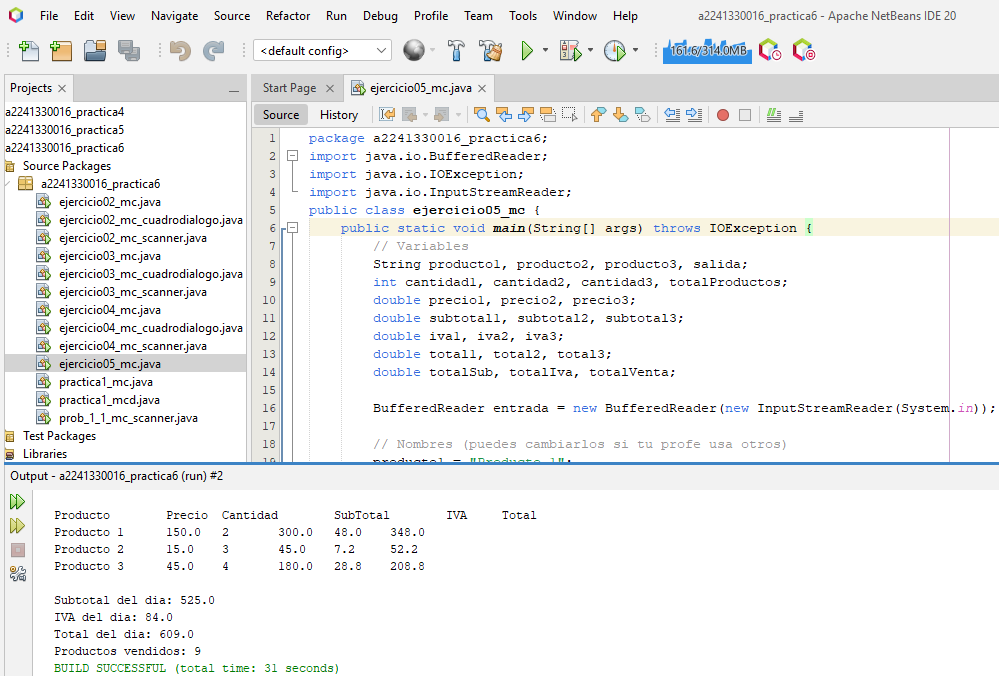 File Edit View Navigate Source Refactor Run Debug Profile Team Tools Window Help a2241330016_practica6 - Apache NetBeans IDE 20
<default config> 161.6/314.0MB
Projects
a2241330016_practica4
a2241330016_practica5
a2241330016_practica6
Source Packages
a2241330016_practica6
ejercicio02_mc.java
ejercicio02_mc_cuadrodialogo.java
ejercicio02_mc_scanner.java
ejercicio03_mc.java
ejercicio03_mc_cuadrodialogo.java
ejercicio03_mc_scanner.java
ejercicio04_mc.java
ejercicio04_mc_cuadrodialogo.java
ejercicio04_mc_scanner.java
ejercicio05_mc.java
practica1_mc.java
practica1_mcd.java
prob_1_1_mc_scanner.java
Test Packages
Libraries
Start Page ejercicio05_mc.java
Source History
1 package a2241330016_practica6;
2 import java.io.BufferedReader;
3 import java.io.IOException;
4 import java.io.InputStreamReader;
5 public class ejercicio05_mc {
6 public static void main(String[] args) throws IOException {
7 // Variables
8 String producto1, producto2, producto3, salida;
9 int cantidad1, cantidad2, cantidad3, totalProductos;
10 double precio1, precio2, precio3;
11 double subtotal1, subtotal2, subtotal3;
12 double iva1, iva2, iva3;
13 double total1, total2, total3;
14 double totalSub, totalIva, totalVenta;
15
16 BufferedReader entrada = new BufferedReader(new InputStreamReader(System.in));
17
18 // Nombres (puedes cambiarlos si tu profe usa otros)
19 producto1 = "Producto 1";
Output - a2241330016_practica6 (run) #2
Producto Precio Cantidad SubTotal IVA Total
Producto 1 150.0 2 300.0 48.0 348.0
Producto 2 15.0 3 45.0 7.2 52.2
Producto 3 45.0 4 180.0 28.8 208.8
Subtotal del dia: 525.0
IVA del dia: 84.0
Total del dia: 609.0
Productos vendidos: 9
BUILD SUCCESSFUL (total time: 31 seconds)